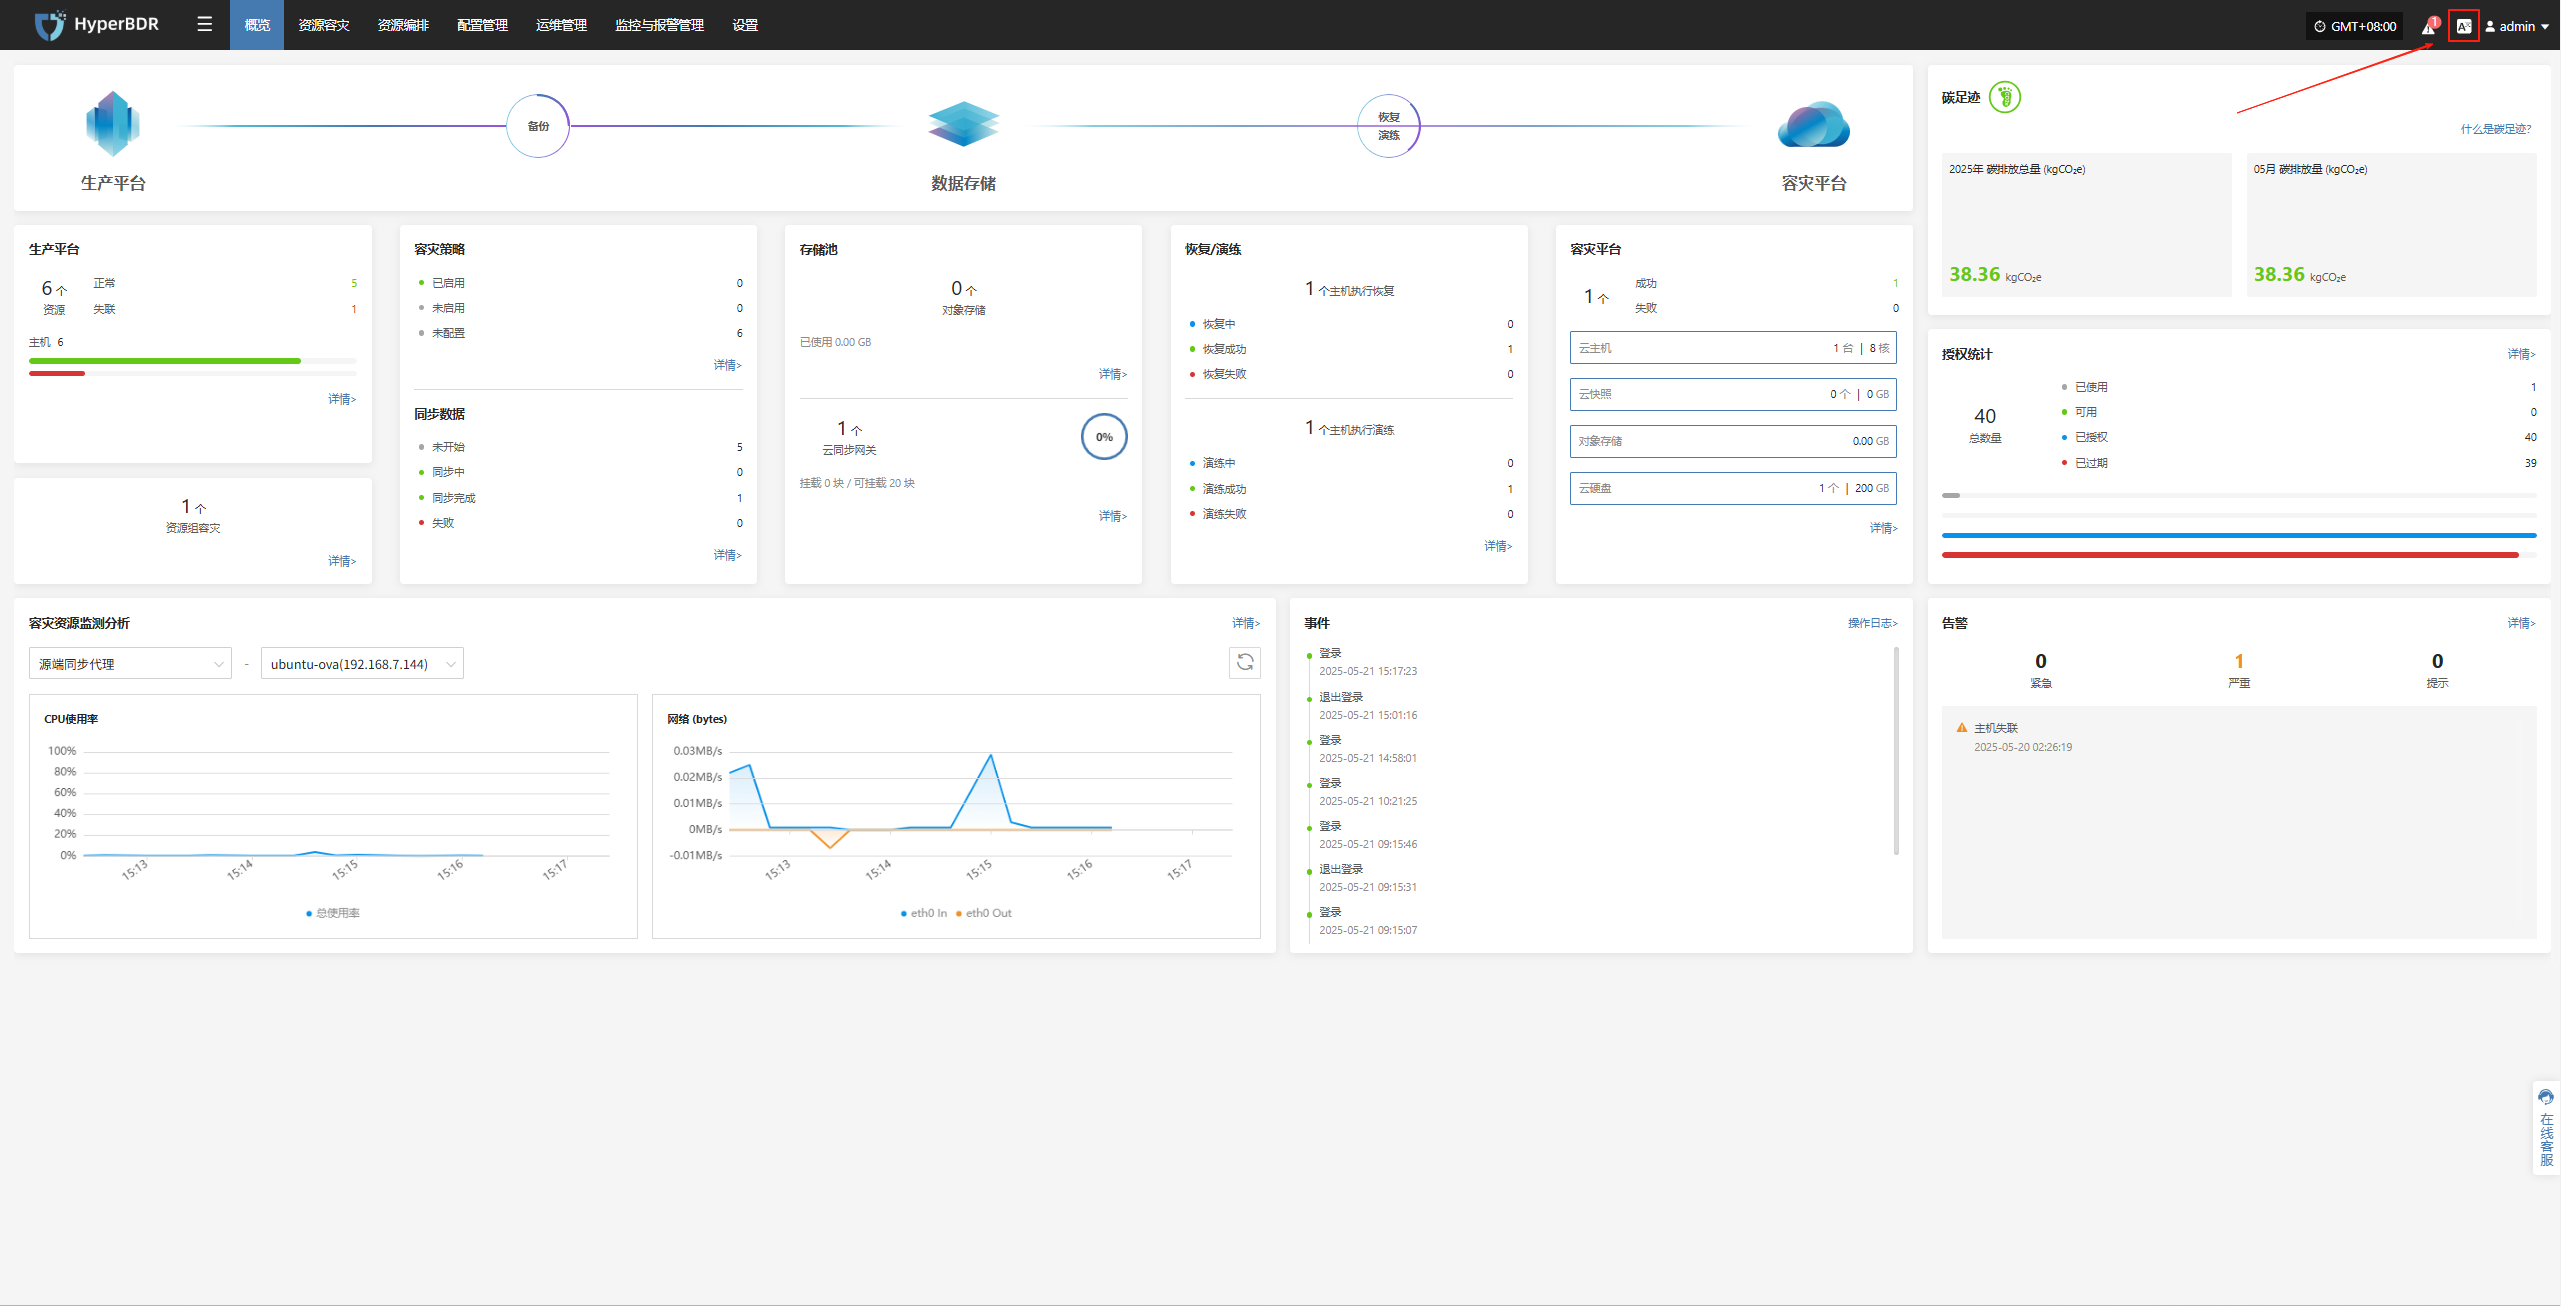 HyperBDR
概览 资源容灾 资源编排 配置管理 运维管理 监控与报警管理 设置
GMT+08:00
1
admin
生产平台
备份
数据存储
恢复
演练
容灾平台
碳足迹
什么是碳足迹?
2025年 碳排放总量 (kgCO₂e)
38.36 kgCO₂e
05月 碳排放量 (kgCO₂e)
38.36 kgCO₂e
生产平台
6 个
资源
正常 5
失联 1
主机 6
详情>
1 个
资源组容灾
详情>
容灾策略
已启用 0
未启用 0
未配置 6
详情>
同步数据
未开始 5
同步中 0
同步完成 1
失败 0
详情>
存储池
0 个
对象存储
已使用 0.00 GB
详情>
1 个
云同步网关
0%
挂载 0 块 / 可挂载 20 块
详情>
恢复/演练
1 个主机执行恢复
恢复中 0
恢复成功 1
恢复失败 0
1 个主机执行演练
演练中 0
演练成功 1
演练失败 0
详情>
容灾平台
1 个
成功 1
失败 0
云主机 1 台 | 8 核
云快照 0 个 | 0 GB
对象存储 0.00 GB
云硬盘 1 个 | 200 GB
详情>
授权统计 详情>
40
总数量
已使用 1
可用 0
已授权 40
已过期 39
容灾资源监测分析 详情>
源端同步代理 - ubuntu-ova(192.168.7.144)
CPU使用率
100%
80%
60%
40%
20%
0%
15:13 15:14 15:15 15:16 15:17
总使用率
网络 (bytes)
0.03MB/s
0.02MB/s
0.01MB/s
0MB/s
-0.01MB/s
15:13 15:14 15:15 15:16 15:17
eth0 In eth0 Out
事件 操作日志>
登录
2025-05-21 15:17:23
退出登录
2025-05-21 15:01:16
登录
2025-05-21 14:58:01
登录
2025-05-21 10:21:25
登录
2025-05-21 09:15:46
退出登录
2025-05-21 09:15:31
登录
2025-05-21 09:15:07
告警 详情>
0 1 0
紧急 严重 提示
主机失联
2025-05-20 02:26:19
在线客服